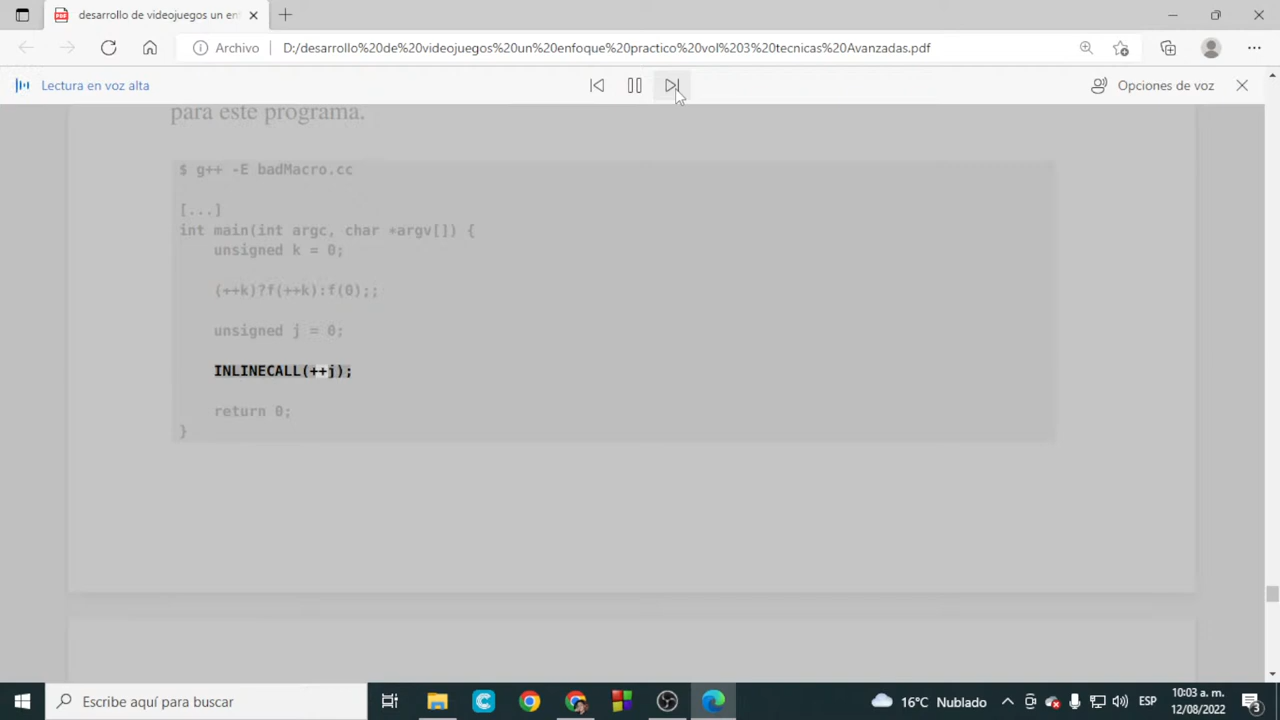 desarrollo de videojuegos un en
Archivo
D:/desarrollo%20de%20videojuegos%20un%20enfoque%20practico%20vol%203%20tecnicas%20Avanzadas.pdf
Lectura en voz alta
Opciones de voz
para este programa.
$ g++ -E badMacro.cc
[...]
int main(int argc, char *argv[]) {
unsigned k = 0;
(++k)?f(++k):f(0);;
unsigned j = 0;
INLINECALL(++j);
return 0;
}
Escribe aquí para buscar
16°C Nublado
ESP
10:03 a. m.
12/08/2022
3